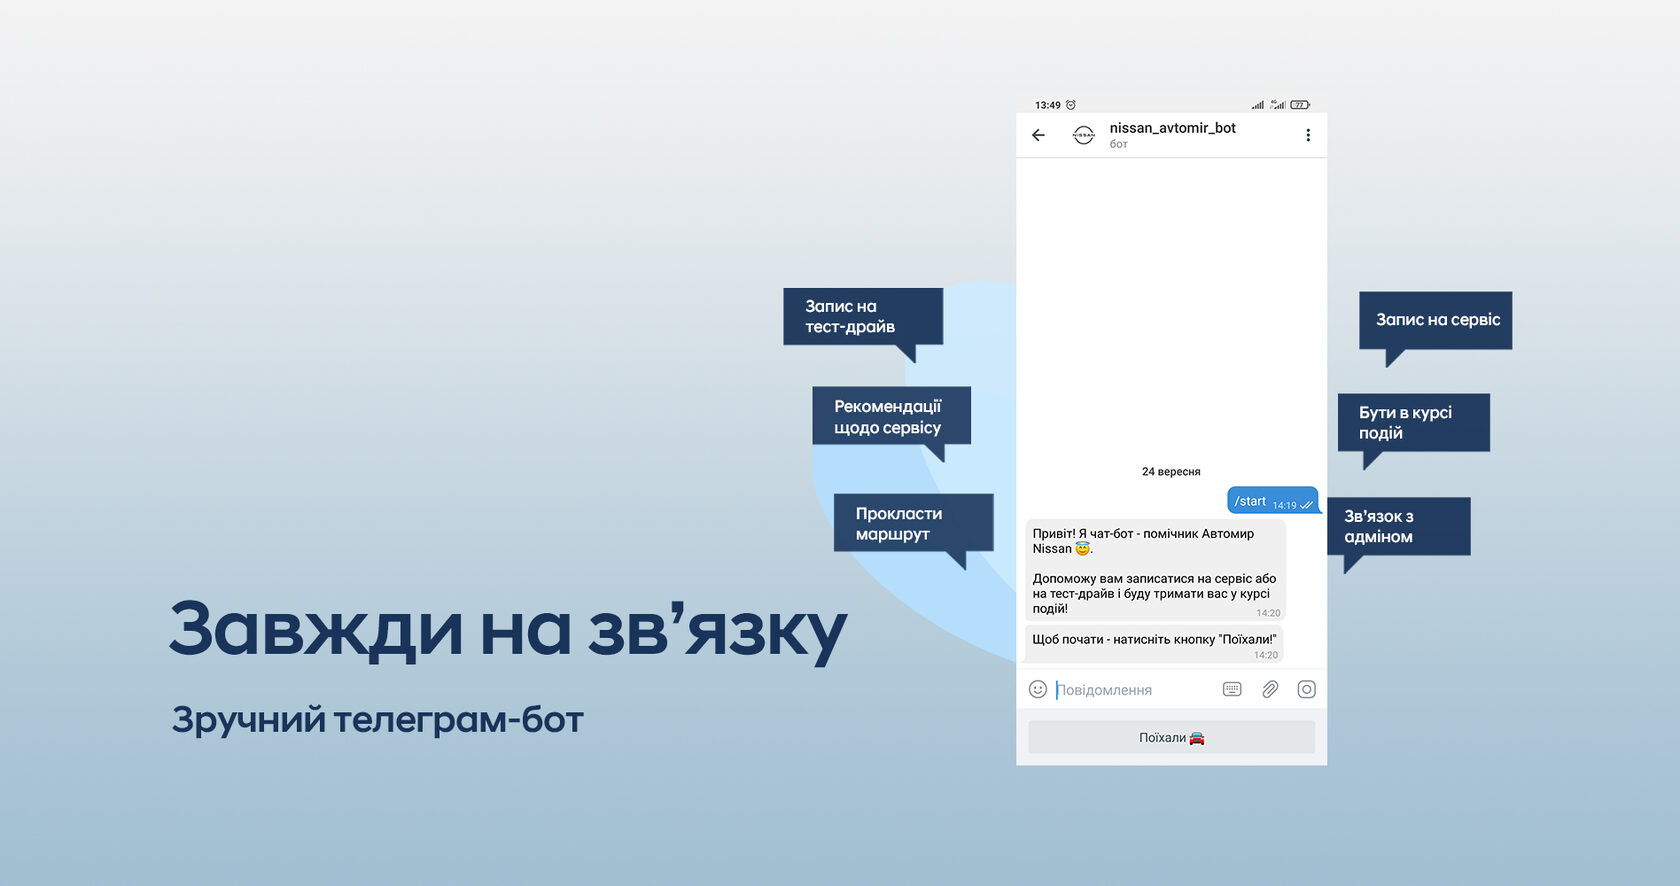 Завжди на зв’язку
Зручний телеграм-бот
Запис на
тест-драйв
Рекомендації
щодо сервісу
Прокласти
маршрут
13:49
4G
77
NISSAN
nissan_avtomir_bot
бот
24 вересня
/start 14:19
Привіт! Я чат-бот - помічник Автомир
Nissan 😇.
Допоможу вам записатися на сервіс або
на тест-драйв і буду тримати вас у курсі
подій!
14:20
Щоб почати - натисніть кнопку "Поїхали!"
14:20
Повідомлення
Поїхали 🚘
Запис на сервіс
Бути в курсі
подій
Зв’язок з
адміном